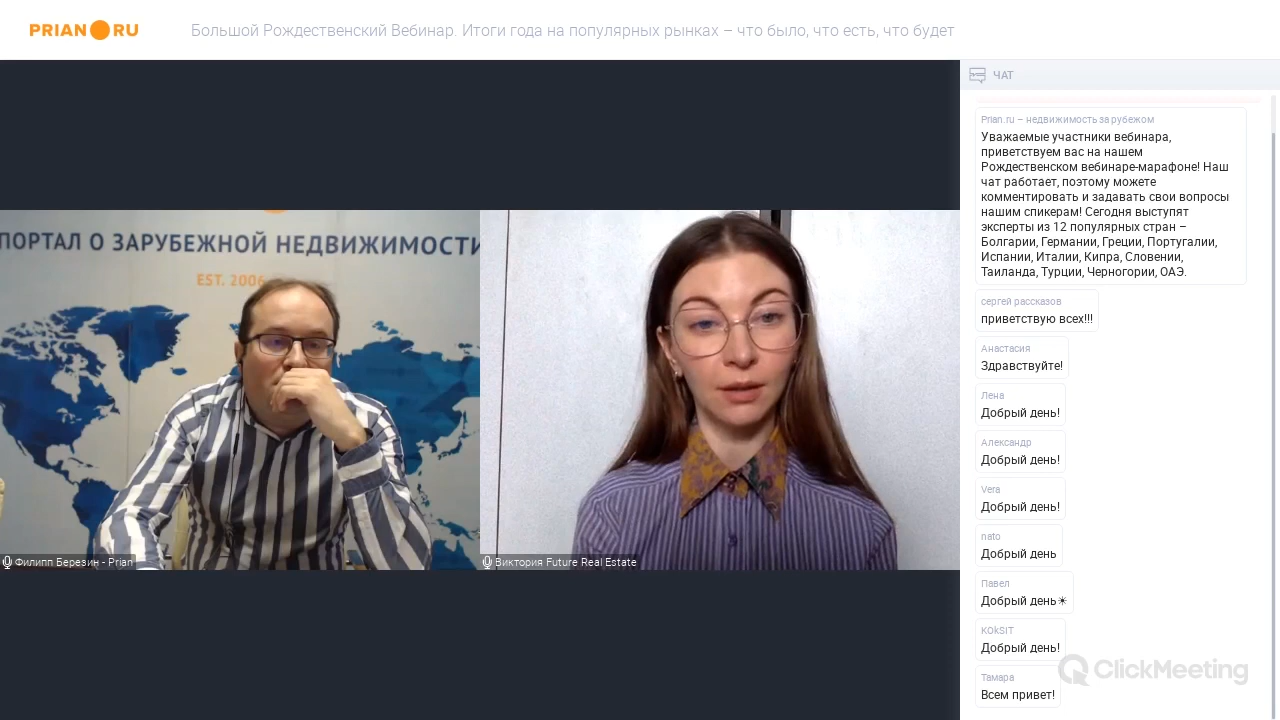 PRIAN RU
Большой Рождественский Вебинар. Итоги года на популярных рынках – что было, что есть, что будет
ПОРТАЛ О ЗАРУБЕЖНОЙ НЕДВИЖИМОСТИ
EST. 2006
Филипп Березин - Prian
Виктория Future Real Estate
ЧАТ
Prian.ru – недвижимость за рубежом
Уважаемые участники вебинара,
приветствуем вас на нашем
Рождественском вебинаре-марафоне! Наш
чат работает, поэтому можете
комментировать и задавать свои вопросы
нашим спикерам! Сегодня выступят
эксперты из 12 популярных стран –
Болгарии, Германии, Греции, Португалии,
Испании, Италии, Кипра, Словении,
Таиланда, Турции, Черногории, ОАЭ.
сергей рассказов
приветствую всех!!!
Анастасия
Здравствуйте!
Лена
Добрый день!
Александр
Добрый день!
Vera
Добрый день!
nato
Добрый день
Павел
Добрый день☀
KOkSIT
Добрый день!
Тамара
Всем привет!
ClickMeeting